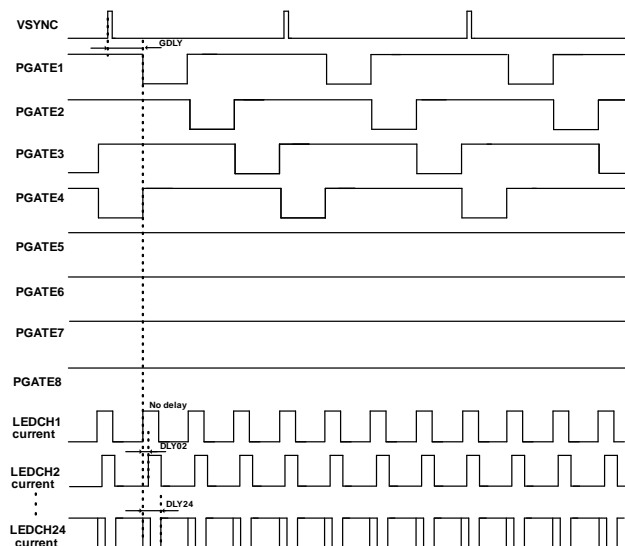 VSYNC
GDLY
PGATE1
PGATE2
PGATE3
PGATE4
PGATE5
PGATE6
PGATE7
PGATE8
No delay
LEDCH1
current
DLY02
LEDCH2
current
DLY24
LEDCH24
current